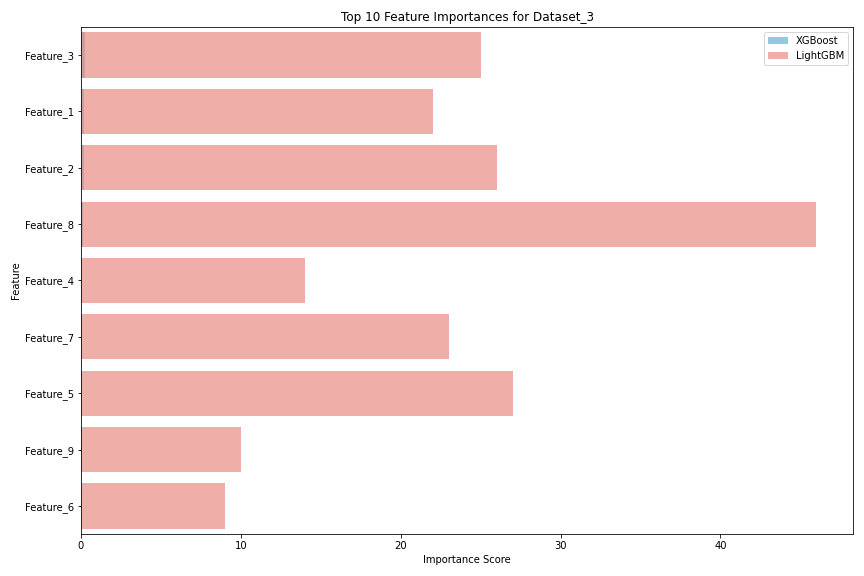 Top 10 Feature Importances for Dataset_3
XGBoost
LightGBM
Feature
Feature_3
Feature_1
Feature_2
Feature_8
Feature_4
Feature_7
Feature_5
Feature_9
Feature_6
0 10 20 30 40
Importance Score